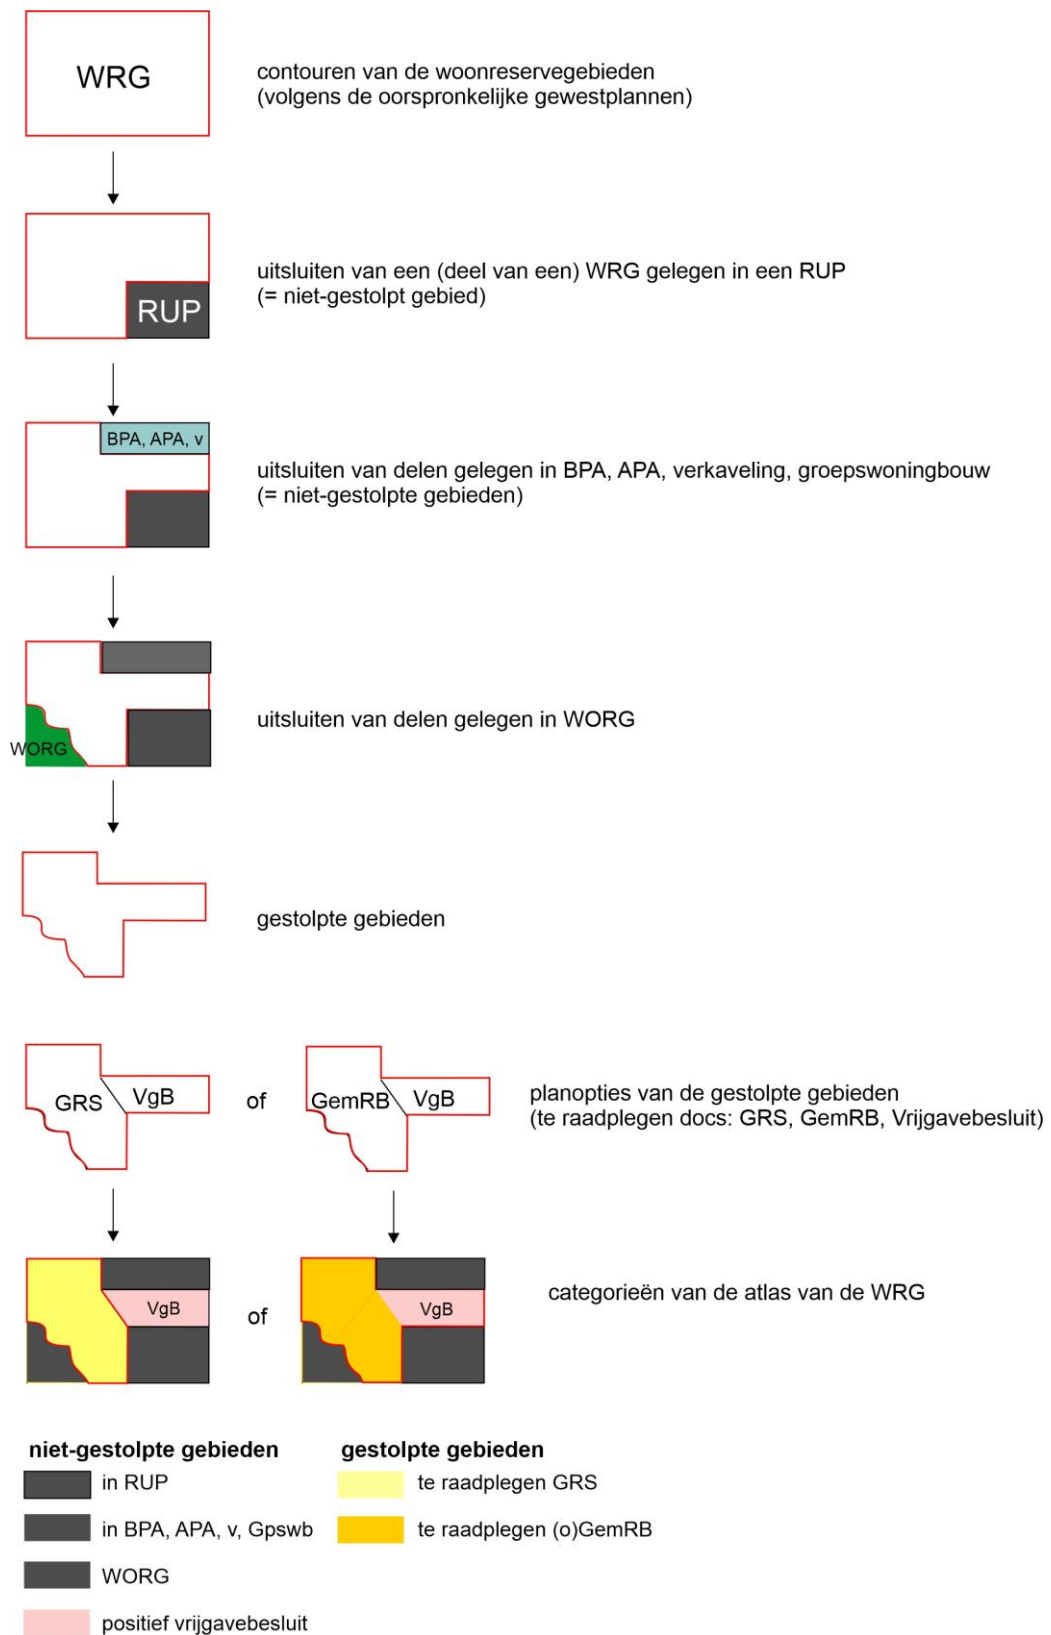 WRG
contouren van de woonreservegebieden
(volgens de oorspronkelijke gewestplannen)
RUP
uitsluiten van een (deel van een) WRG gelegen in een RUP
(= niet-gestolpt gebied)
BPA, APA, v
uitsluiten van delen gelegen in BPA, APA, verkaveling, groepswoningbouw
(= niet-gestolpte gebieden)
WORG
uitsluiten van delen gelegen in WORG
gestolpte gebieden
GRS
VgB
of
GemRB
VgB
planopties van de gestolpte gebieden
(te raadplegen docs: GRS, GemRB, Vrijgavebesluit)
VgB
of
VgB
categorieën van de atlas van de WRG
niet-gestolpte gebieden
in RUP
in BPA, APA, v, Gpswb
WORG
positief vrijgavebesluit
gestolpte gebieden
te raadplegen GRS
te raadplegen (o)GemRB